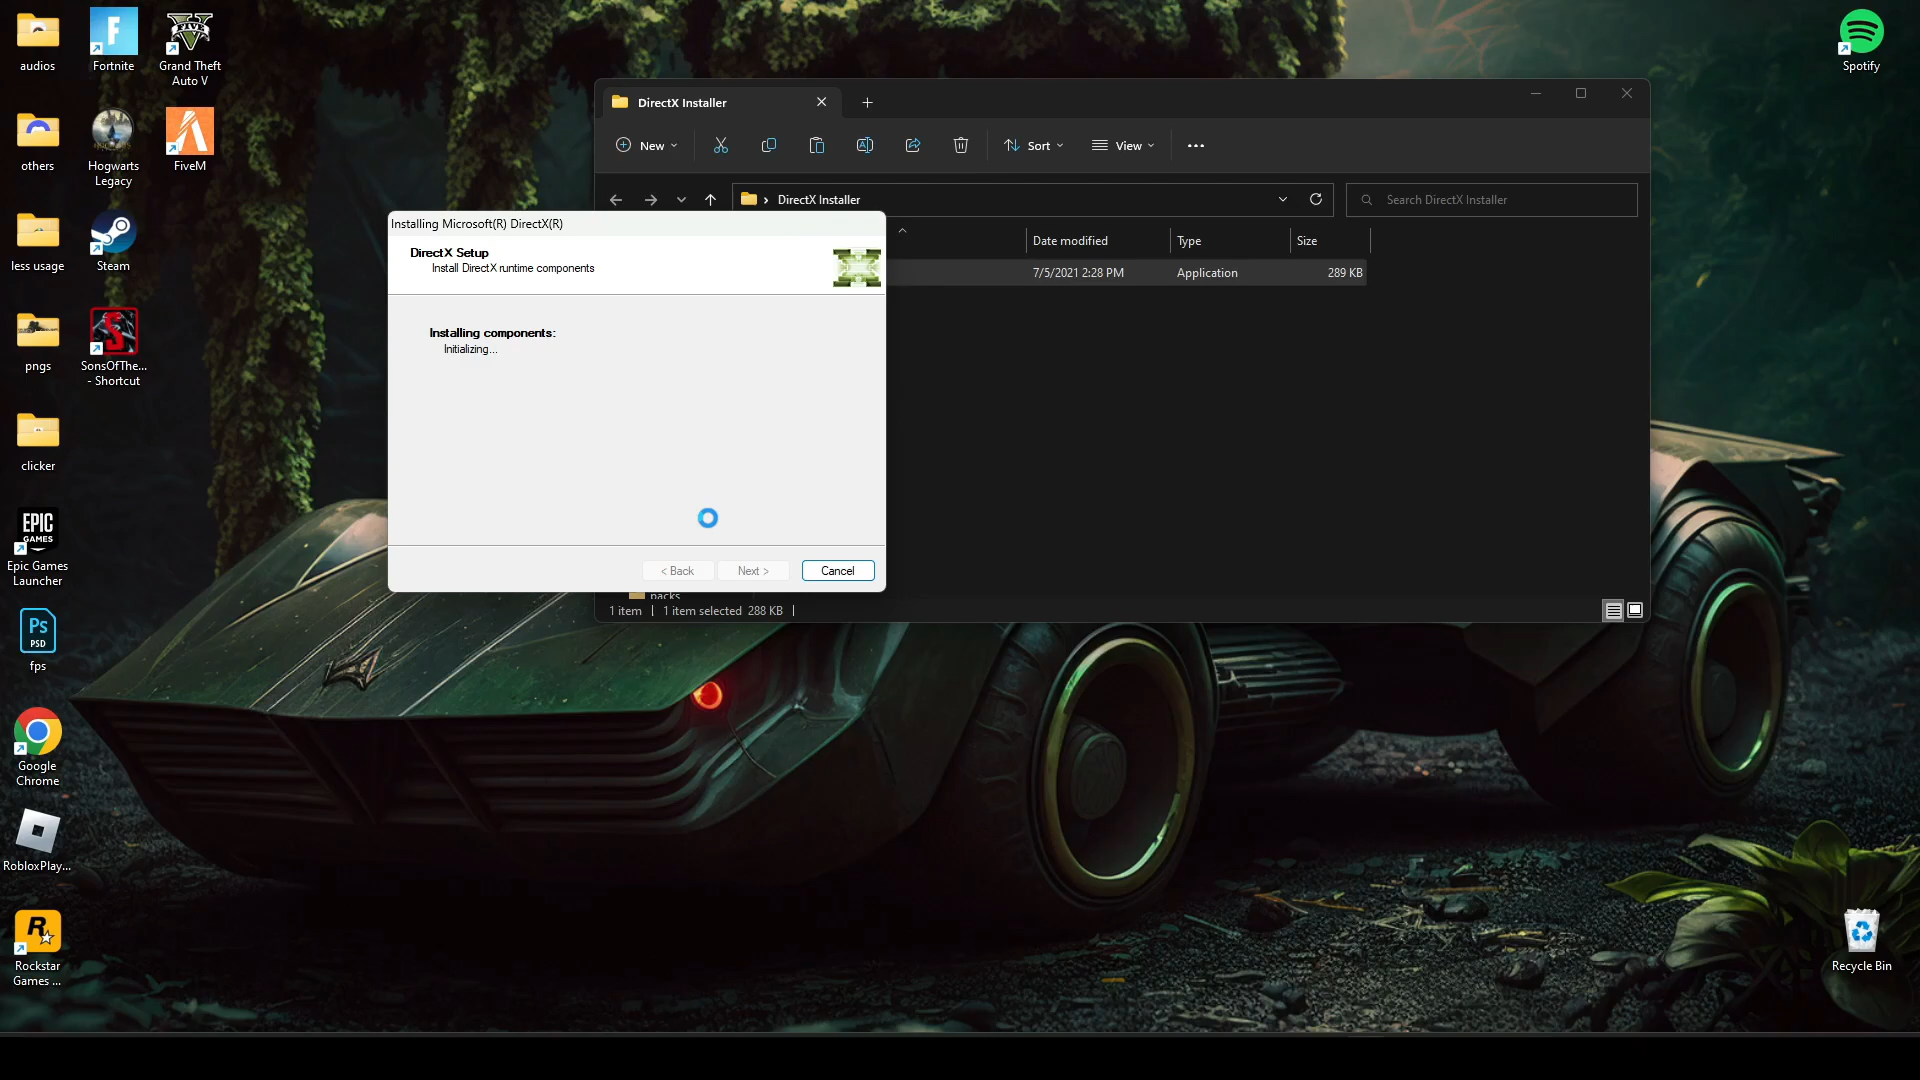 audios
Fortnite
Grand Theft
Auto V
others
Hogwarts
Legacy
FiveM
less usage
Steam
pngs
SonsOfThe...
- Shortcut
clicker
EPIC
GAMES
Epic Games
Launcher
Ps
PSD
fps
Google
Chrome
RobloxPlay...
Rockstar
Games ...
Spotify
Recycle Bin
DirectX Installer
New
Sort
View
DirectX Installer
Search DirectX Installer
Date modified
Type
Size
7/5/2021 2:28 PM
Application
289 KB
packs
1 item
1 item selected 288 KB
Installing Microsoft(R) DirectX(R)
DirectX Setup
Install DirectX runtime components
Installing components:
Initializing...
< Back
Next >
Cancel